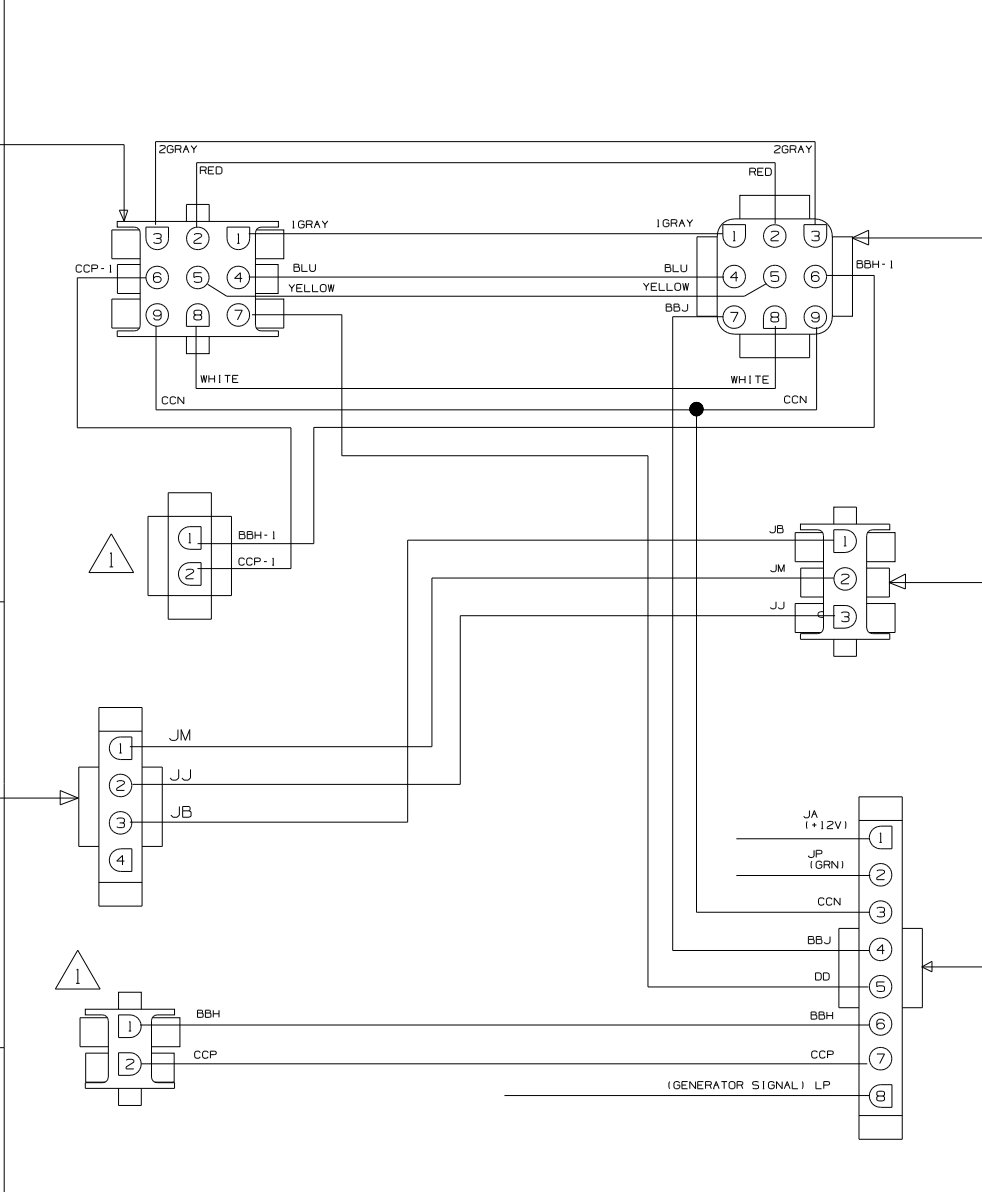 2GRAY 2GRAY
RED RED
1GRAY 1GRAY
3 2 1 1 2 3
CCP-1 BLU BLU BBH-1
6 5 4 4 5 6
YELLOW YELLOW
BBJ
9 8 7 7 8 9
WHITE WHITE
CCN CCN
1 BBH-1
1
2 CCP-1
JB 1
JM 2
JJ 3
1 JM
2 JJ
3 JB
4
JA
(+12V) 1
JP
(GRN) 2
CCN 3
BBJ 4
1
DD 5
1 BBH BBH 6
2 CCP CCP 7
(GENERATOR SIGNAL) LP 8